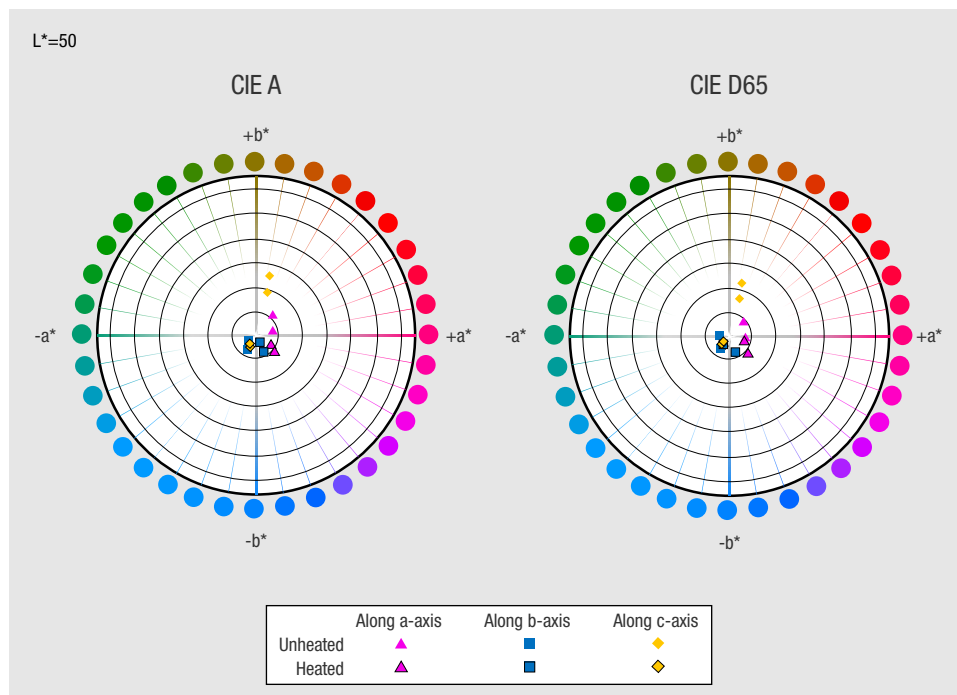 L*=50
CIE A
CIE D65
+b*
+b*
-a*
+a*
-a*
+a*
-b*
-b*
Along a-axis Along b-axis Along c-axis
Unheated
Heated